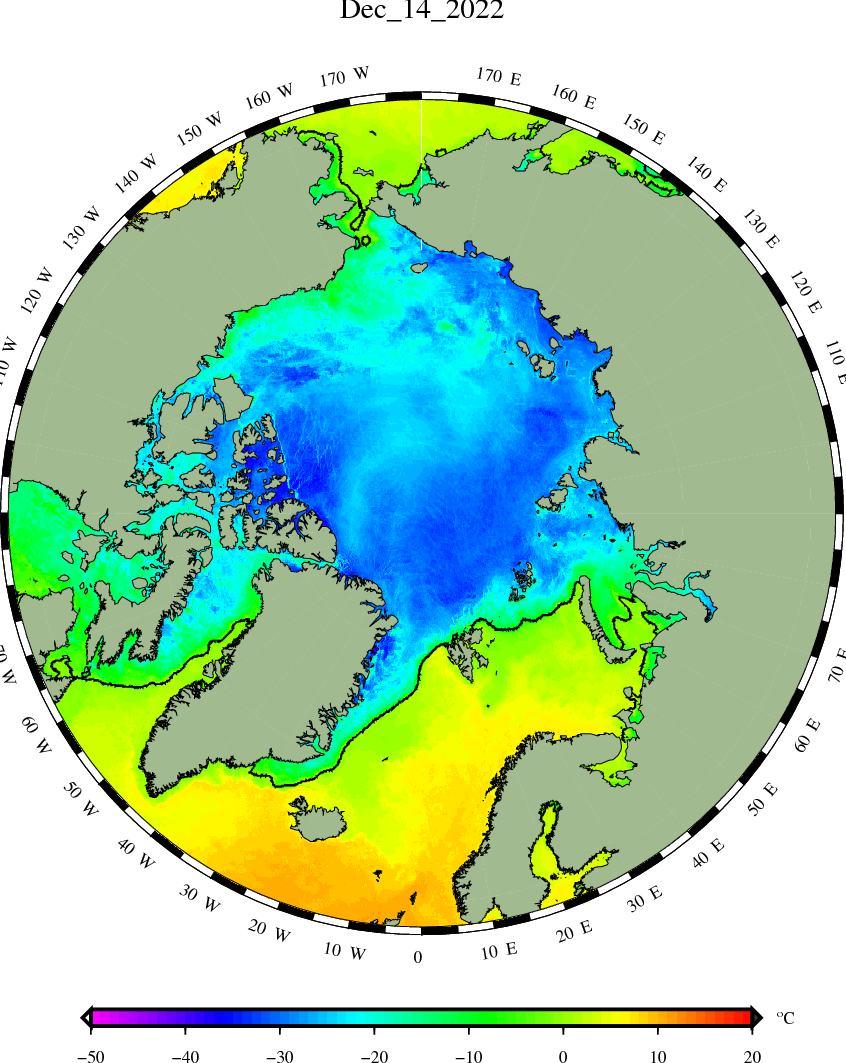 Dec_14_2022
170 W
170 E
160 W
160 E
150 W
150 E
140 W
140 E
130 W
130 E
120 W
120 E
110 E
70 E
60 W
60 E
50 W
50 E
40 W
40 E
30 W
30 E
20 W
20 E
10 W
10 E
0
°C
−50 −40 −30 −20 −10 0 10 20